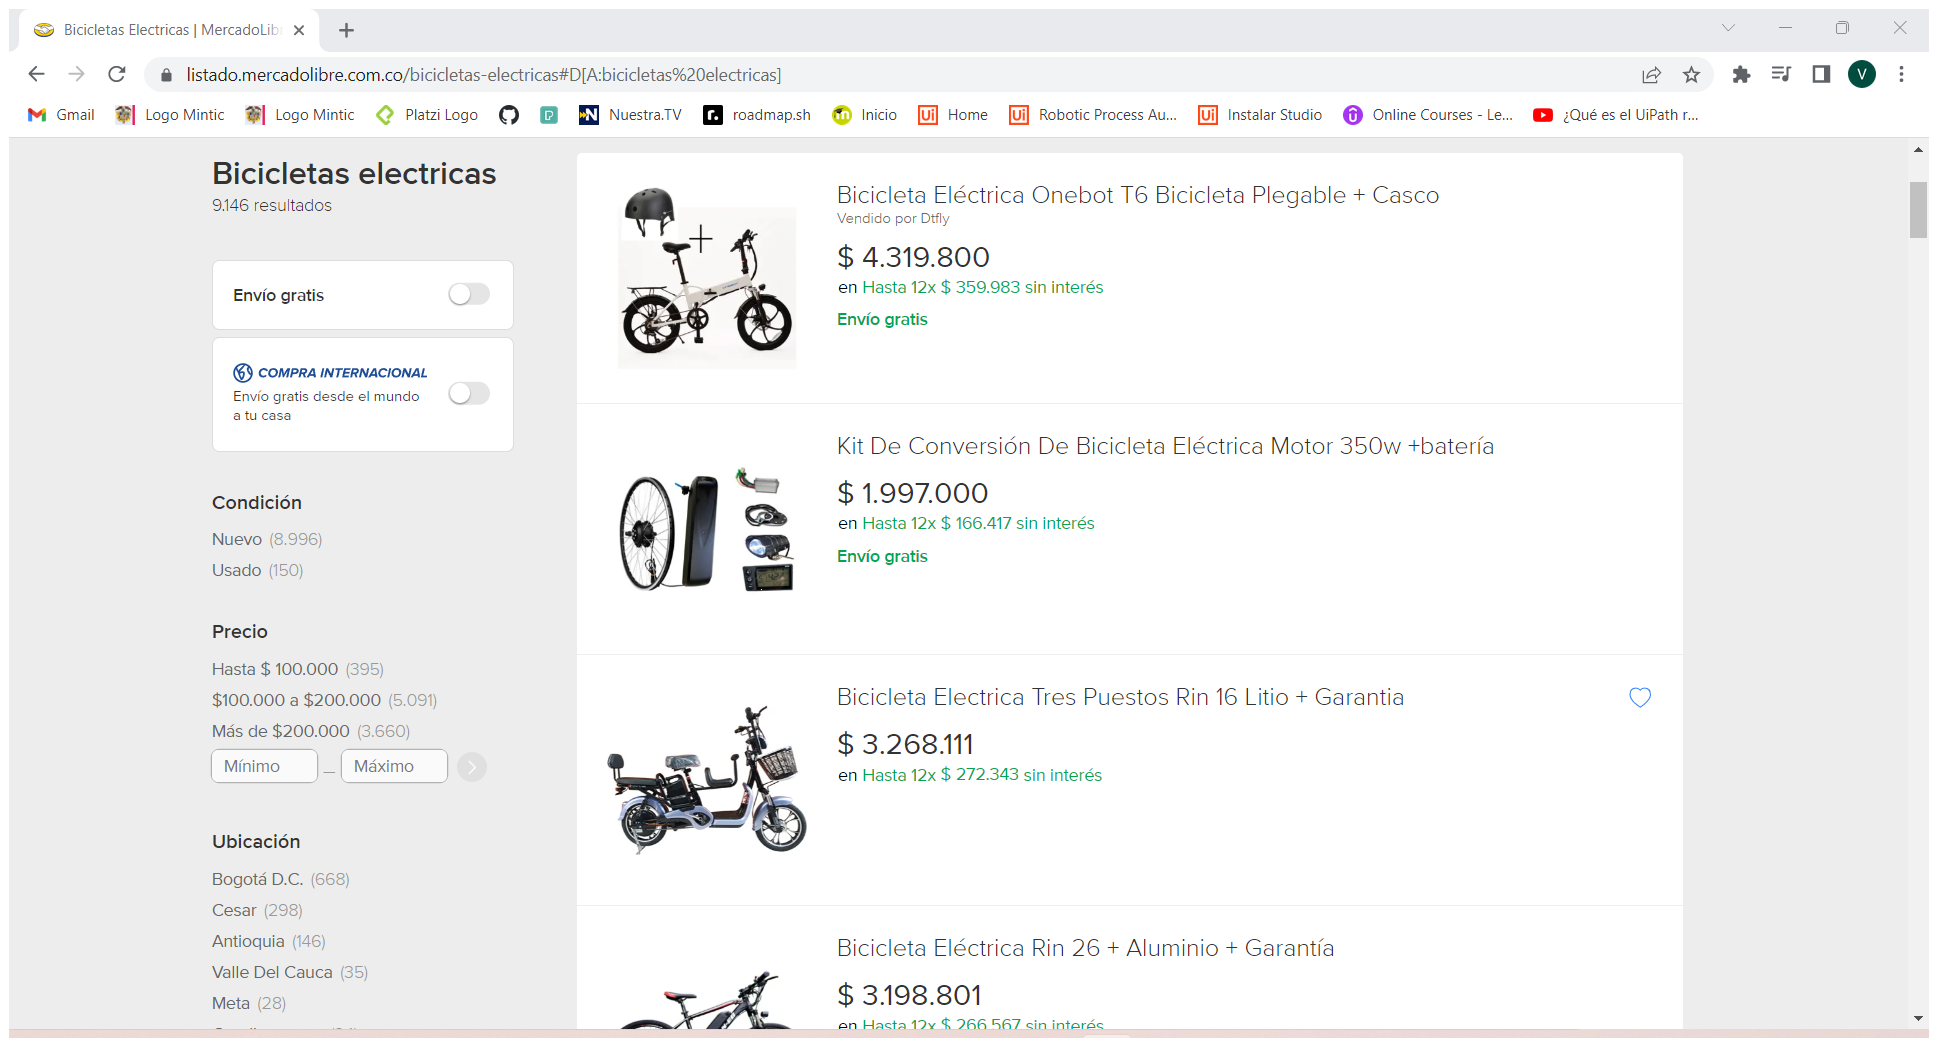 Bicicletas Electricas | MercadoLib
listado.mercadolibre.com.co/bicicletas-electricas#D[A:bicicletas%20electricas]
V
Gmail
Logo Mintic
Logo Mintic
Platzi Logo
Nuestra.TV
roadmap.sh
Inicio
Home
Robotic Process Au...
Instalar Studio
Online Courses - Le...
¿Qué es el UiPath r...
Bicicletas electricas
9.146 resultados
Envío gratis
COMPRA INTERNACIONAL
Envío gratis desde el mundo
a tu casa
Condición
Nuevo (8.996)
Usado (150)
Precio
Hasta $ 100.000 (395)
$100.000 a $200.000 (5.091)
Más de $200.000 (3.660)
Mínimo — Máximo
Ubicación
Bogotá D.C. (668)
Cesar (298)
Antioquia (146)
Valle Del Cauca (35)
Meta (28)
Bicicleta Eléctrica Onebot T6 Bicicleta Plegable + Casco
Vendido por Dtfly
$ 4.319.800
en Hasta 12x $ 359.983 sin interés
Envío gratis
Kit De Conversión De Bicicleta Eléctrica Motor 350w +batería
$ 1.997.000
en Hasta 12x $ 166.417 sin interés
Envío gratis
Bicicleta Electrica Tres Puestos Rin 16 Litio + Garantia
$ 3.268.111
en Hasta 12x $ 272.343 sin interés
Bicicleta Eléctrica Rin 26 + Aluminio + Garantía
$ 3.198.801
en Hasta 12x $ 266.567 sin interés